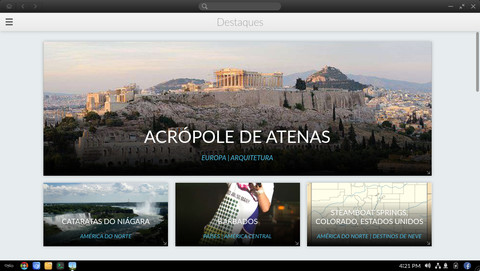 Destaques
ACRÓPOLE DE ATENAS
EUROPA | ARQUITETURA
CATARATAS DO NIÁGARA
AMÉRICA DO NORTE
BARBADOS
| AMÉRICA CENTRAL
STEAMBOAT SPRINGS,
COLORADO, ESTADOS UNIDOS
AMÉRICA DO NORTE | DESTINOS DE NEVE
4:21 PM